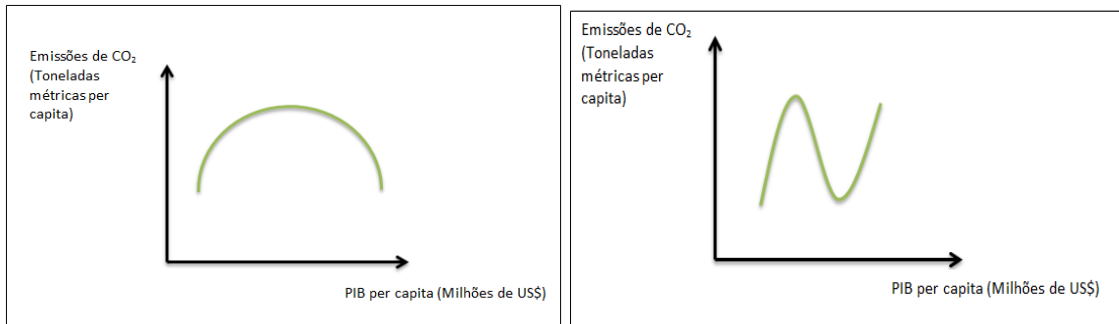 Emissões de CO₂
(Toneladas
métricas per
capita)
PIB per capita (Milhões de US$)
Emissões de CO₂
(Toneladas
métricas per
capita)
PIB per capita (Milhões de US$)